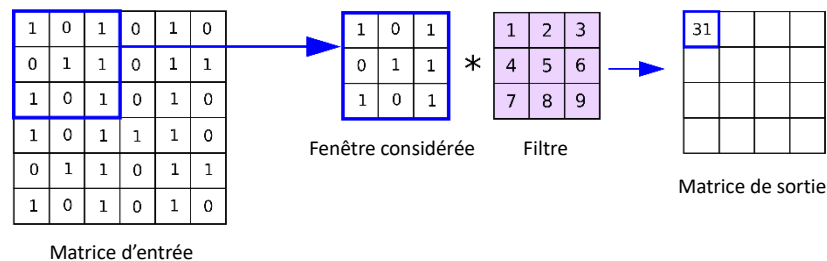 1 0 1 0 1 0
0 1 1 0 1 1
1 0 1 0 1 0
1 0 1 1 1 0
0 1 1 0 1 1
1 0 1 0 1 0
Matrice d’entrée
1 0 1
0 1 1
1 0 1
Fenêtre considérée
*
1 2 3
4 5 6
7 8 9
Filtre
31
Matrice de sortie